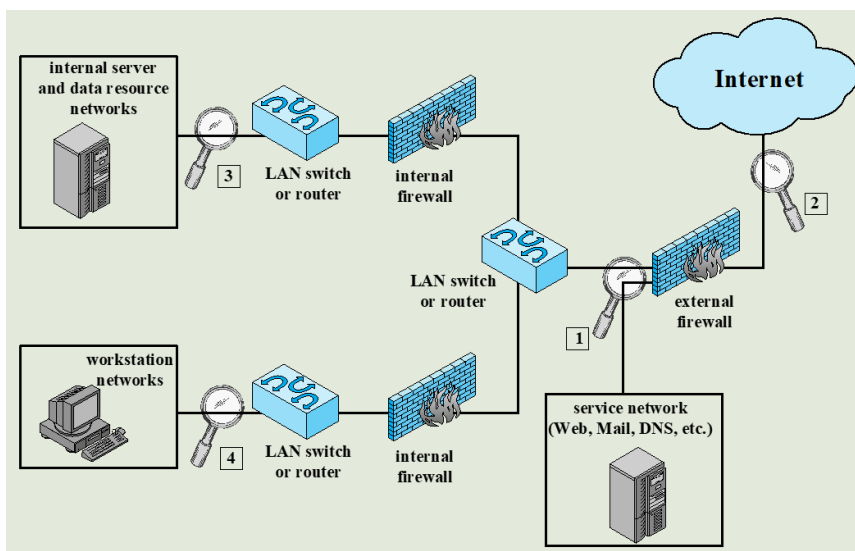 internal server
and data resource
networks
3
LAN switch
or router
internal
firewall
Internet
2
LAN switch
or router
1
external
firewall
workstation
networks
4
LAN switch
or router
internal
firewall
service network
(Web, Mail, DNS, etc.)